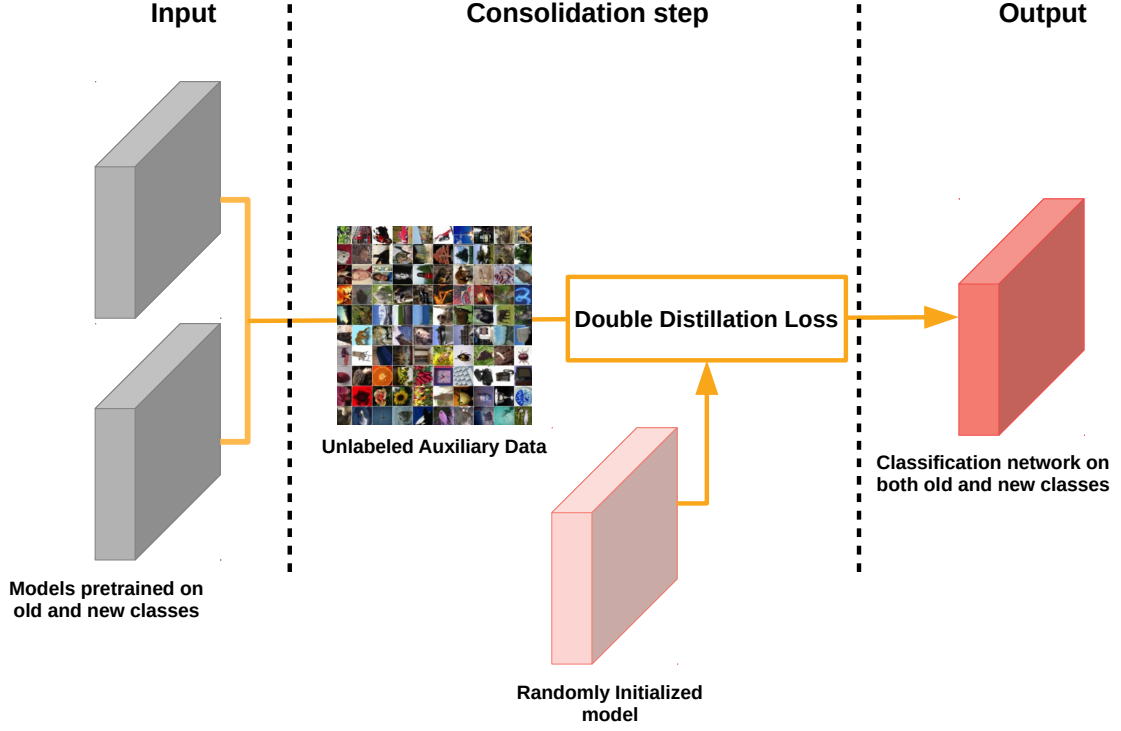 Input
Consolidation step
Output
Double Distillation Loss
Unlabeled Auxiliary Data
Classification network on
both old and new classes
Models pretrained on
old and new classes
Randomly Initialized
model